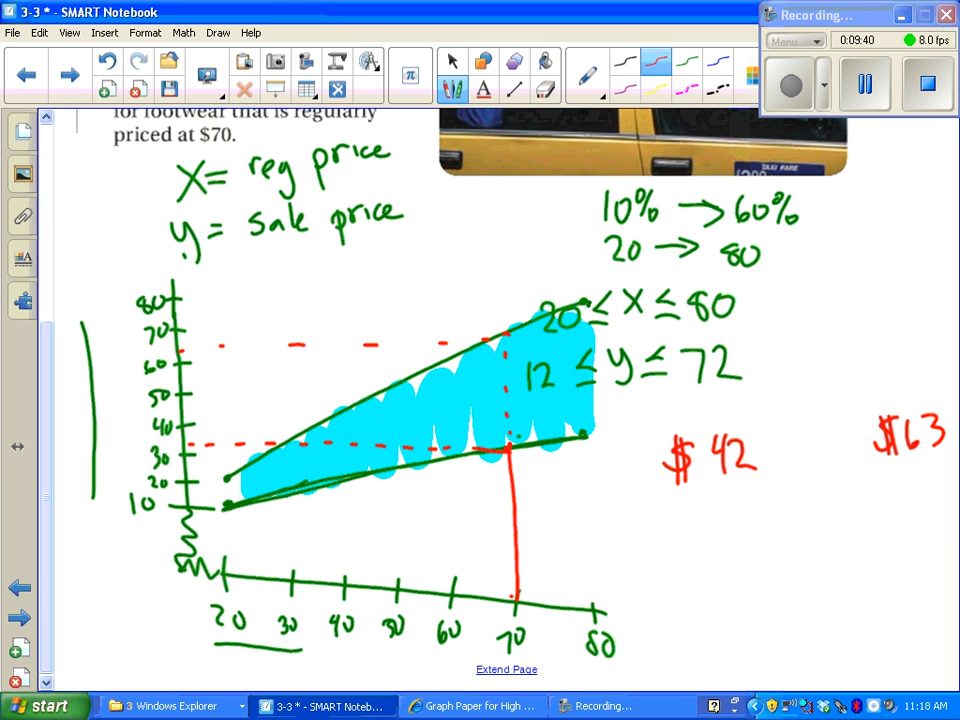 3-3 * - SMART Notebook
Recording...
File Edit View Insert Format Math Draw Help
Menu
0:09:40
8.0 fps
for footwear that is regularly
priced at $70.
TAXI FARE
x = reg price
y = sale price
10% → 60%
20 → 80
20 ≤ x ≤ 80
12 ≤ y ≤ 72
$42
$63
80
70
60
50
40
30
20
10
20 30 40 50 60 70 80
Extend Page
start
3 Windows Explorer
3-3 * - SMART Noteb...
Graph Paper for High ...
Recording...
11:18 AM